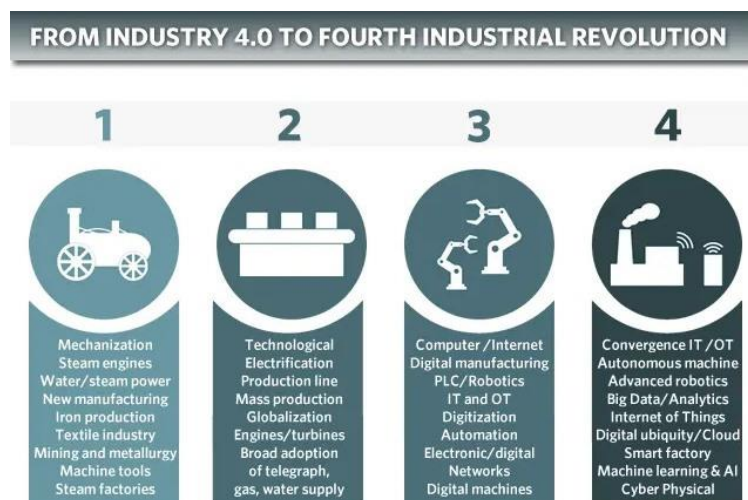 FROM INDUSTRY 4.0 TO FOURTH INDUSTRIAL REVOLUTION
1
2
3
4
Mechanization
Steam engines
Water/steam power
New manufacturing
Iron production
Textile industry
Mining and metallurgy
Machine tools
Steam factories
Technological
Electrification
Production line
Mass production
Globalization
Engines/turbines
Broad adoption
of telegraph,
gas, water supply
Computer /Internet
Digital manufacturing
PLC/Robotics
IT and OT
Digitization
Automation
Electronic/digital
Networks
Digital machines
Convergence IT /OT
Autonomous machine
Advanced robotics
Big Data/Analytics
Internet of Things
Digital ubiquity/Cloud
Smart factory
Machine learning & AI
Cyber Physical